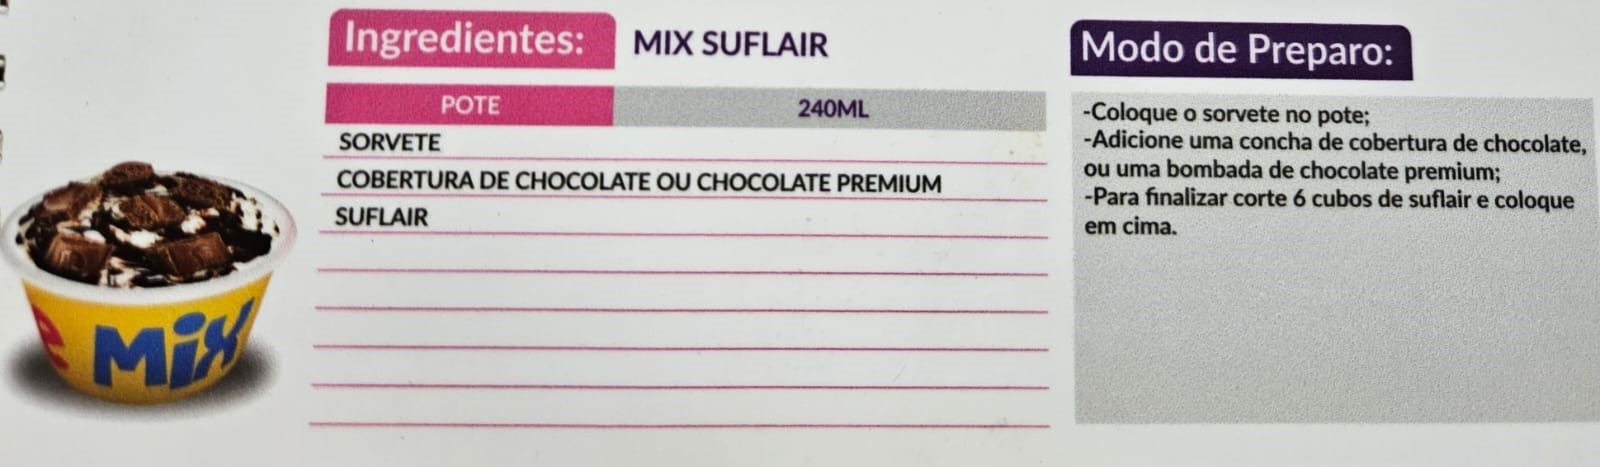 Ingredientes: MIX SUFLAIR
POTE 240ML
SORVETE
COBERTURA DE CHOCOLATE OU CHOCOLATE PREMIUM
SUFLAIR
Modo de Preparo:
-Coloque o sorvete no pote;
-Adicione uma concha de cobertura de chocolate,
ou uma bombada de chocolate premium;
-Para finalizar corte 6 cubos de suflair e coloque
em cima.
e Mix